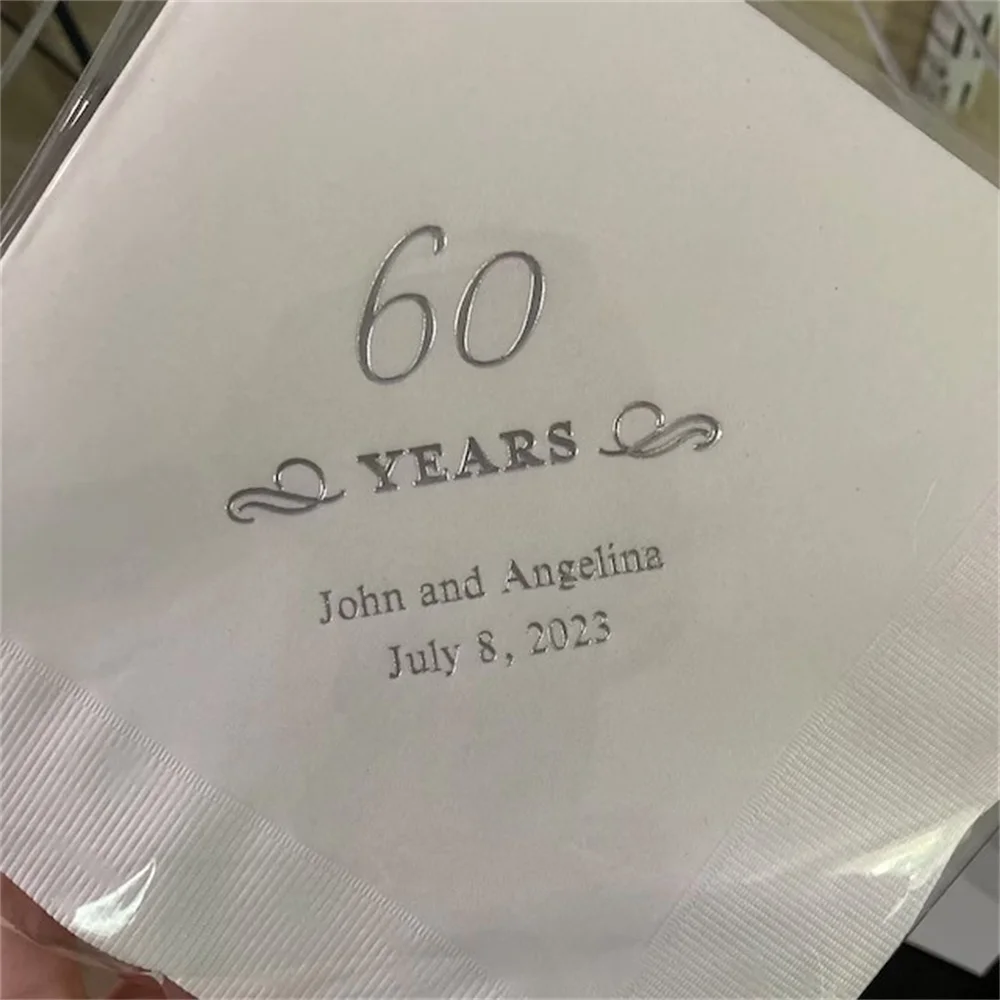 60
YEARS
John and Angelina
July 8, 2023